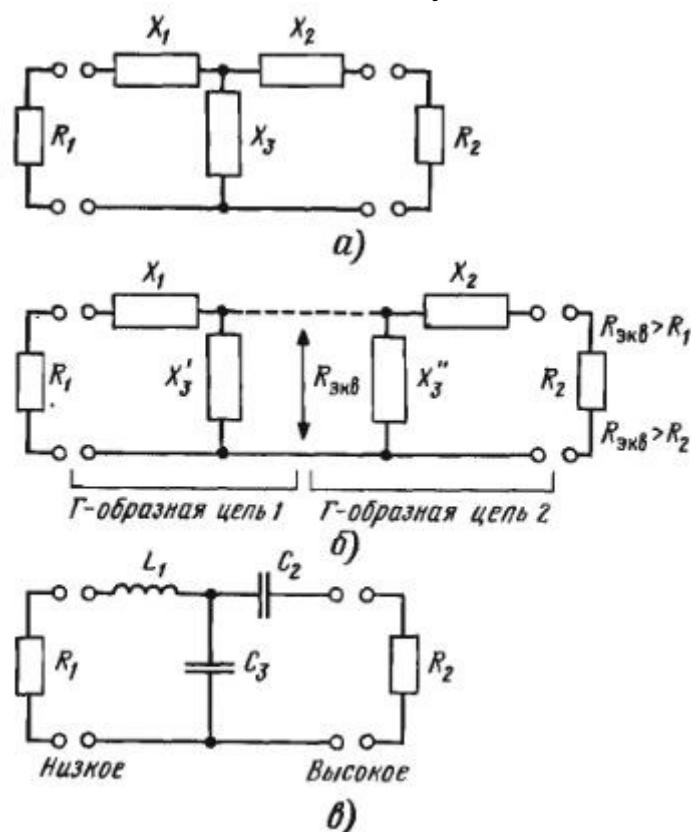 X₁ X₂
R₁ X₃ R₂
а)
X₁ X₂
R₁ X₃′ Rэкв X₃″ R₂ Rэкв>R₁
Rэкв>R₂
Г-образная цепь 1 Г-образная цепь 2
б)
L₁ C₂
R₁ C₃ R₂
Низкое Высокое
в)